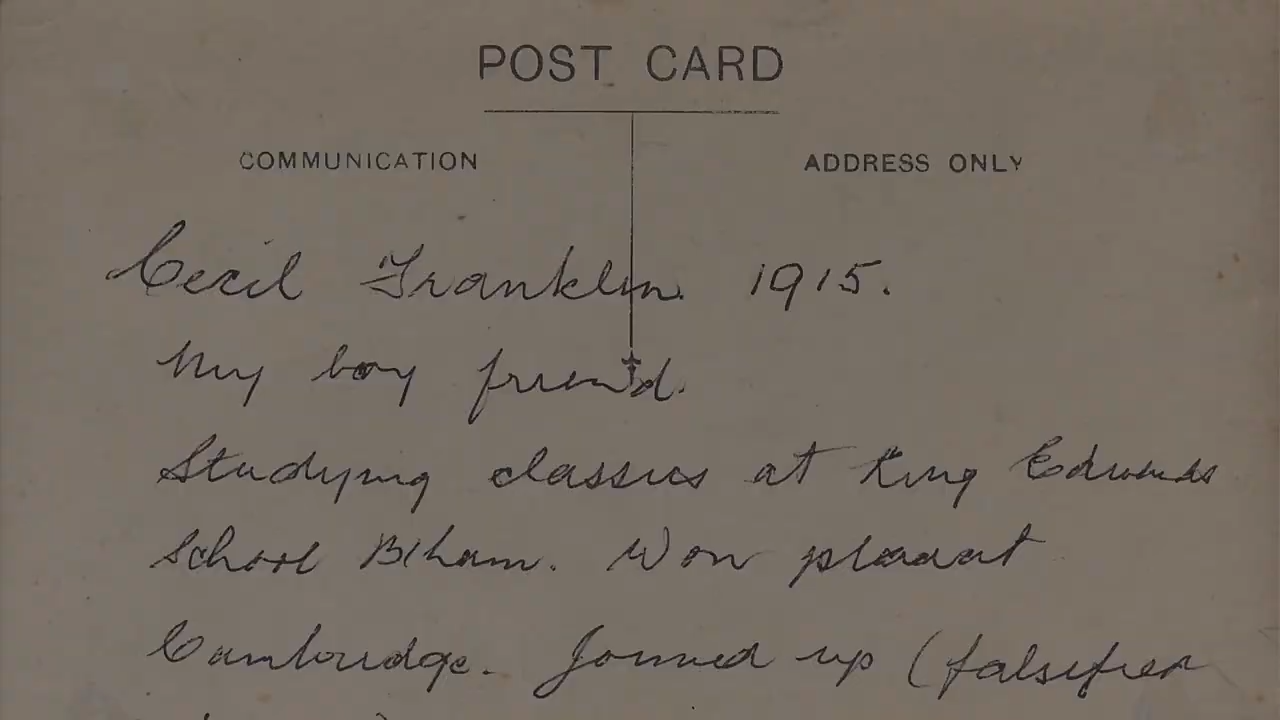 POST CARD
COMMUNICATION
ADDRESS ONLY
Cecil Franklin. 1915.
My boy friend.
Studying classics at King Edwards
School B'ham. Won place at
Cambridge. Joined up (falsified